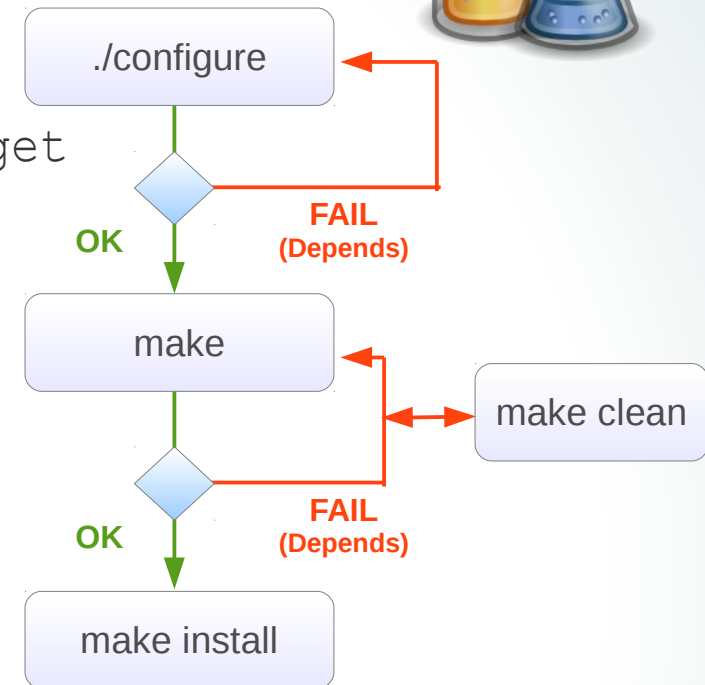 ./configure
get
FAIL
(Depends)
OK
make
make clean
FAIL
(Depends)
OK
make install